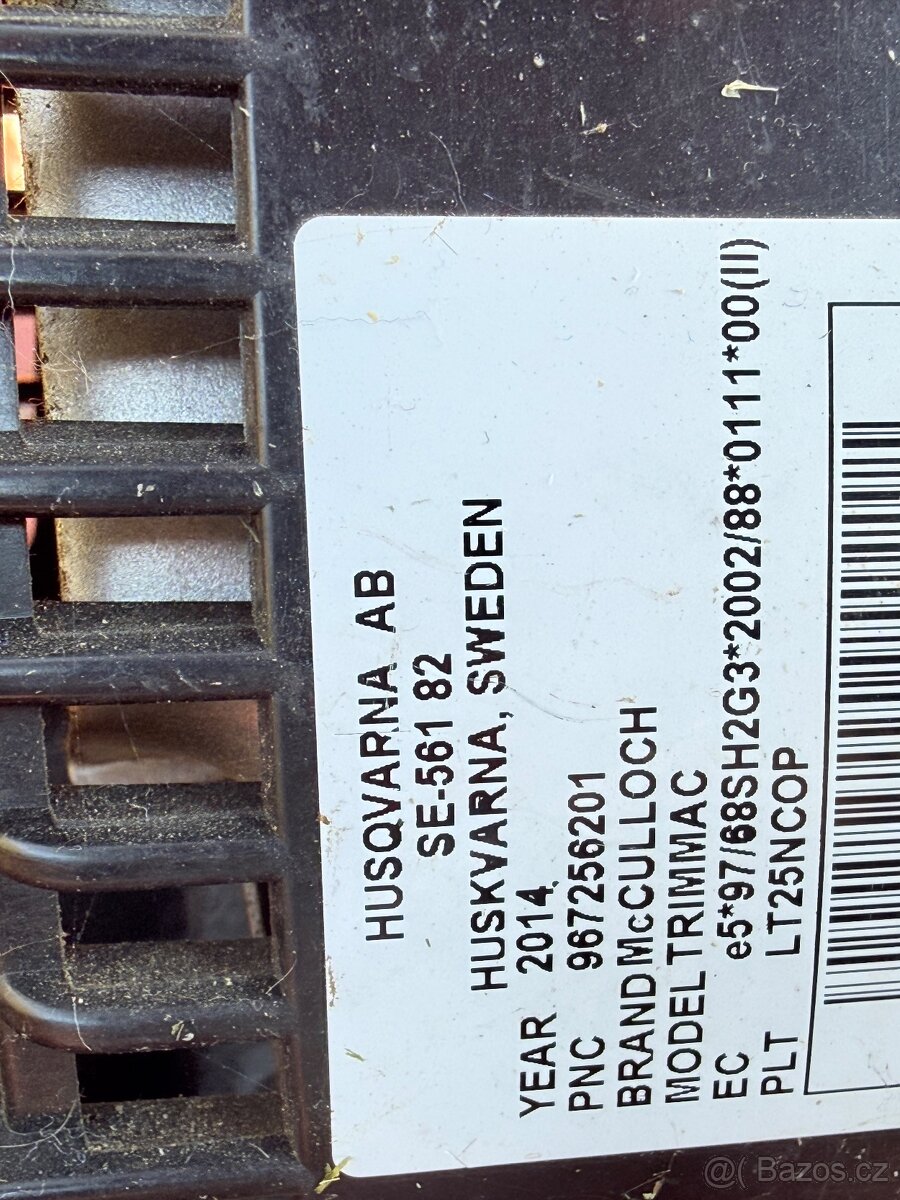 HUSQVARNA AB
SE-561 82
HUSKVARNA, SWEDEN
YEAR 2014
PNC 967256201
BRAND McCULLOCH
MODEL TRIMMAC
EC e5*97/68SH2G3*2002/88*0111*00(II)
PLT LT25NCOP
@( Bazos.cz